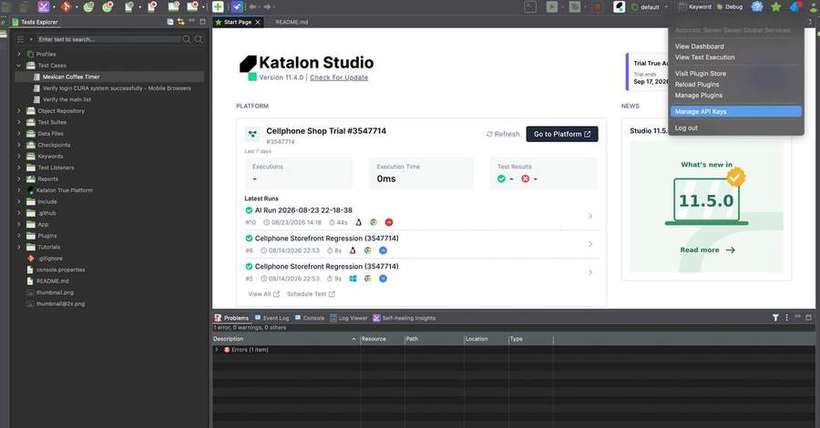 default
Keyword
Debug
Tests Explorer
Start Page
README.md
Enter text to search...
Profiles
Test Cases
Mexican Coffee Timer
Verify login CURA system successfully - Mobile Browsers
Verify the main list
Object Repository
Test Suites
Data Files
Checkpoints
Keywords
Test Listeners
Reports
Katalon True Platform
Include
.github
App
Plugins
Tutorials
.gitignore
console.properties
README.md
thumbnail.png
thumbnail@2x.png
Katalon Studio
Version 11.4.0 | Check For Update
Trial True Au
Trial ends
Sep 17, 2026
View Dashboard
View Test Execution
Visit Plugin Store
Reload Plugins
Manage Plugins
Manage API Keys
Log out
PLATFORM
Cellphone Shop Trial #3547714
#3547714
Refresh
Go to Platform
Last 7 days
Executions
-
Execution Time
0ms
Test Results
- -
Latest Runs
AI Run 2026-08-23 22-18-38
#10 08/23/2026 14:18 44s
Cellphone Storefront Regression (3547714)
#6 08/14/2026 22:53 8s
Cellphone Storefront Regression (3547714)
#5 08/14/2026 22:53 9s
View All
Schedule Test
NEWS
Studio 11.5.
What's new in
11.5.0
Read more
Problems
Event Log
Console
Log Viewer
Self-healing Insights
1 error, 0 warnings, 0 others
Description
Resource
Path
Location
Type
Errors (1 item)